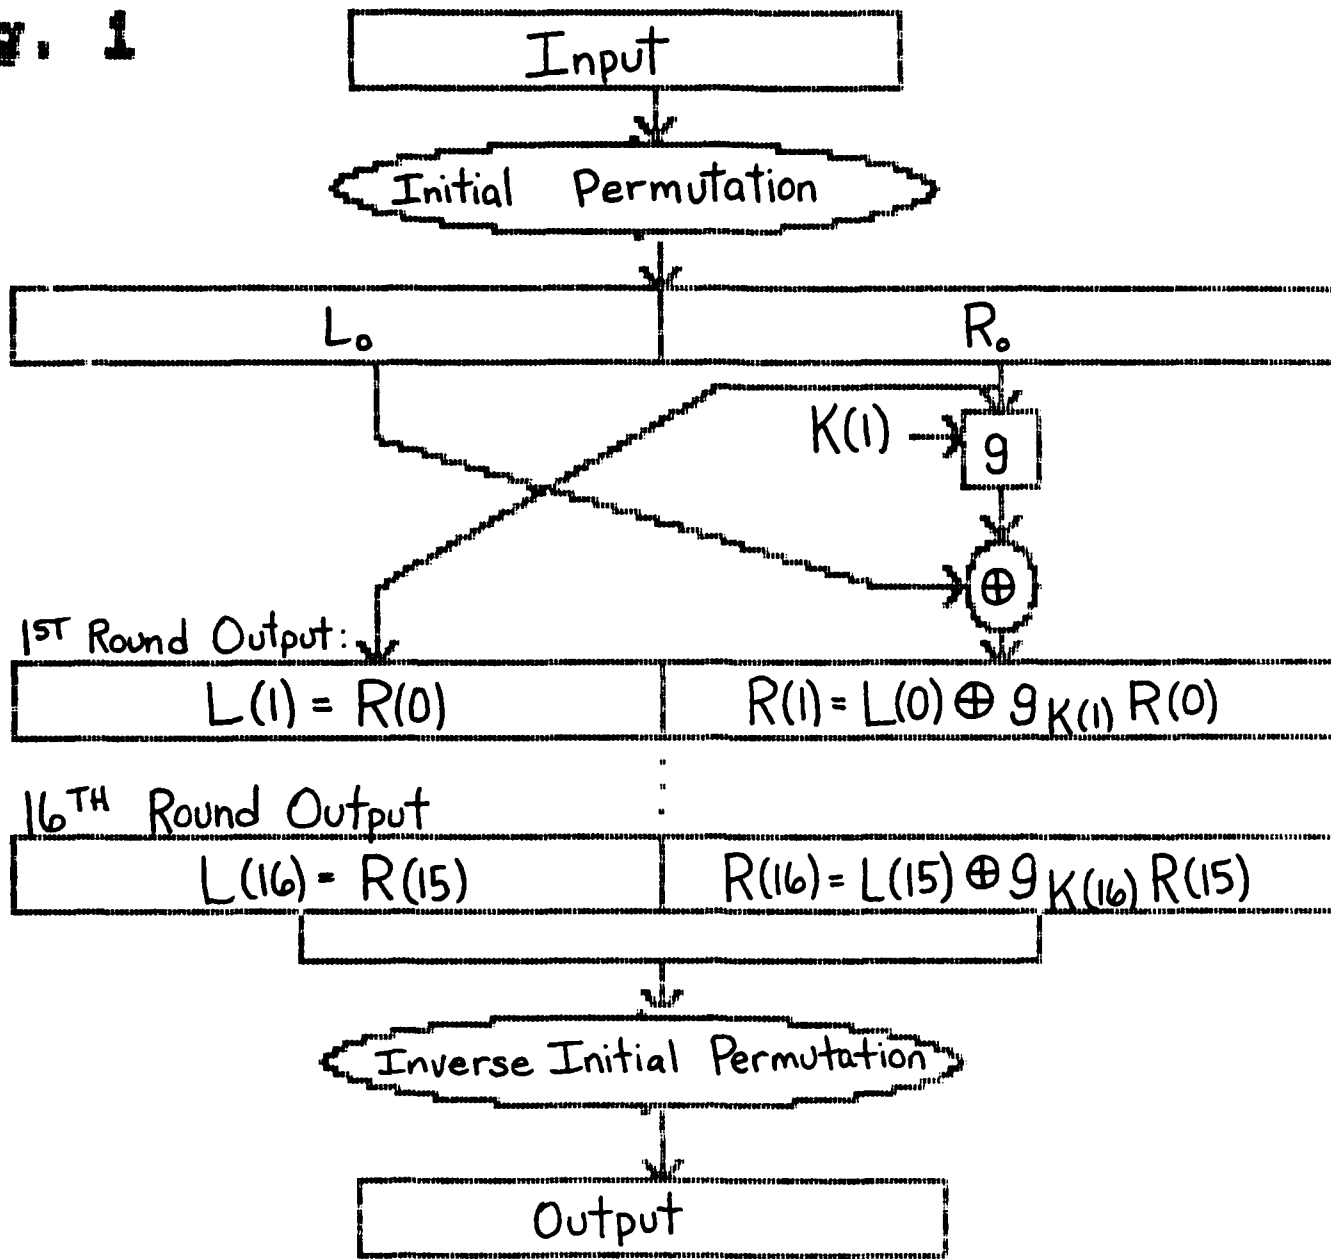 . 1
Input
Initial Permutation
L₀ R₀
K(1) g
⊕
1ST Round Output:
L(1) = R(0) R(1) = L(0) ⊕ g K(1) R(0)
16TH Round Output
L(16) = R(15) R(16) = L(15) ⊕ g K(16) R(15)
Inverse Initial Permutation
Output